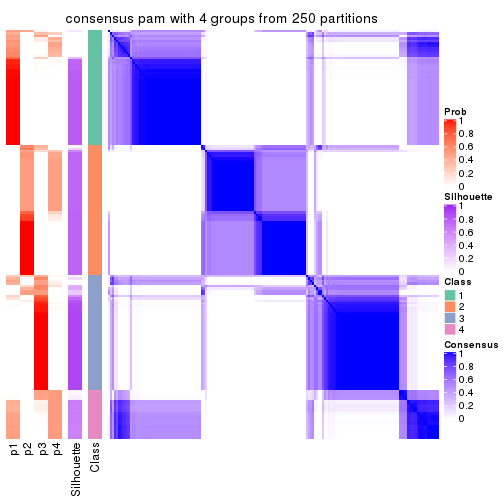 consensus pam with 4 groups from 250 partitions
Prob
1
0.8
0.6
0.4
0.2
0
Silhouette
1
0.8
0.6
0.4
0.2
0
Class
1
2
3
4
Consensus
1
0.8
0.6
0.4
0.2
0
p1
p2
p3
p4
Silhouette
Class